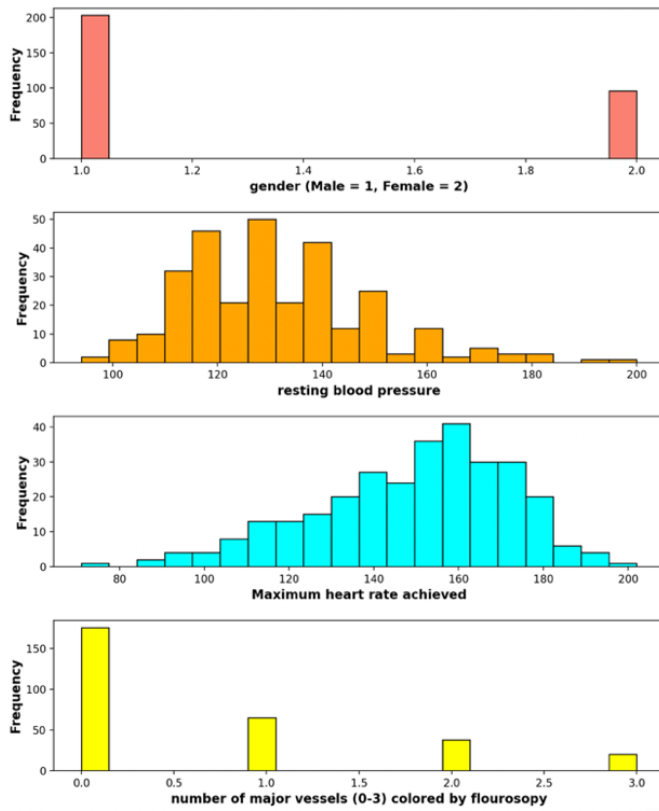 Frequency
200
150
100
50
0
1.0 1.2 1.4 1.6 1.8 2.0
gender (Male = 1, Female = 2)
Frequency
50
40
30
20
10
0
100 120 140 160 180 200
resting blood pressure
Frequency
40
30
20
10
0
80 100 120 140 160 180 200
Maximum heart rate achieved
Frequency
150
100
50
0
0.0 0.5 1.0 1.5 2.0 2.5 3.0
number of major vessels (0-3) colored by flourosopy